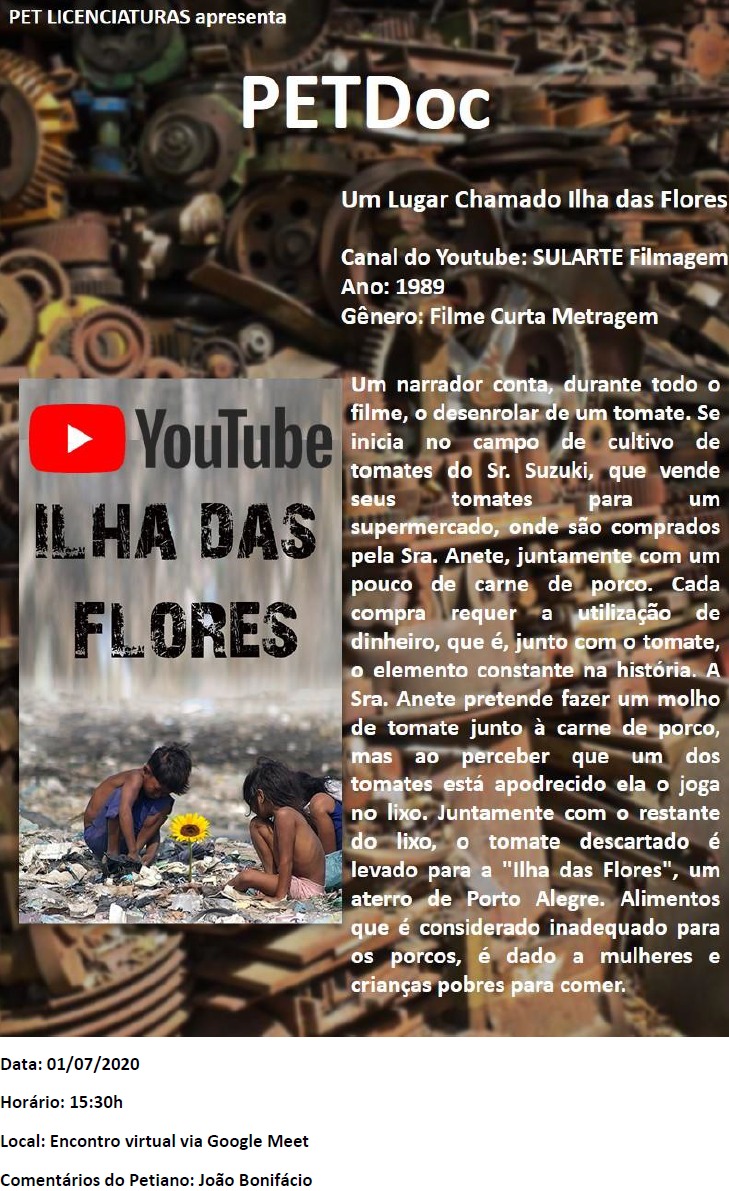 PET LICENCIATURAS apresenta
PETDoc
Um Lugar Chamado Ilha das Flores
Canal do Youtube: SULARTE Filmagem
Ano: 1989
Gênero: Filme Curta Metragem
YouTube
ILHA DAS
FLORES
Um narrador conta, durante todo o
filme, o desenrolar de um tomate. Se
inicia no campo de cultivo de
tomates do Sr. Suzuki, que vende
seus tomates para um
supermercado, onde são comprados
pela Sra. Anete, juntamente com um
pouco de carne de porco. Cada
compra requer a utilização de
dinheiro, que é, junto com o tomate,
o elemento constante na história. A
Sra. Anete pretende fazer um molho
de tomate junto à carne de porco,
mas ao perceber que um dos
tomates está apodrecido ela o joga
no lixo. Juntamente com o restante
do lixo, o tomate descartado é
levado para a "Ilha das Flores", um
aterro de Porto Alegre. Alimentos
que é considerado inadequado para
os porcos, é dado a mulheres e
crianças pobres para comer.
Data: 01/07/2020
Horário: 15:30h
Local: Encontro virtual via Google Meet
Comentários do Petiano: João Bonifácio